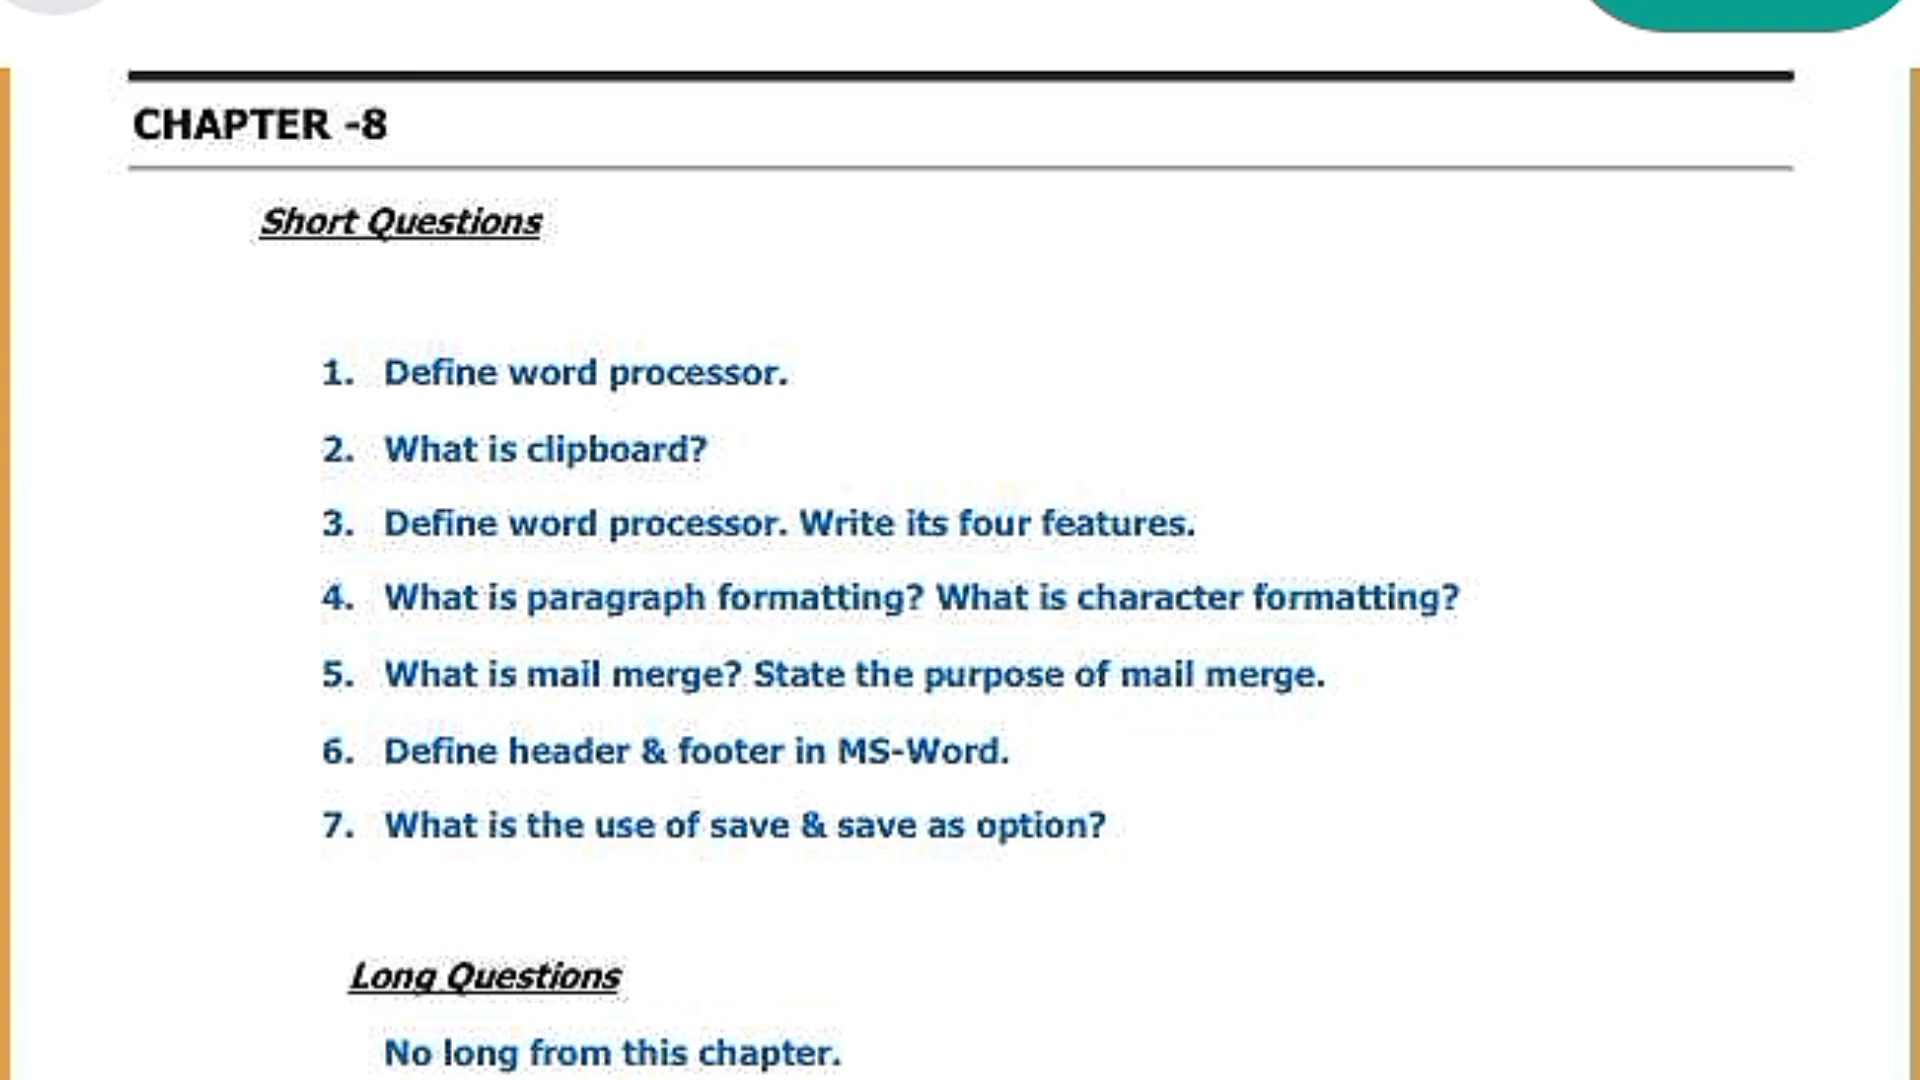 CHAPTER -8
Short Questions
1. Define word processor.
2. What is clipboard?
3. Define word processor. Write its four features.
4. What is paragraph formatting? What is character formatting?
5. What is mail merge? State the purpose of mail merge.
6. Define header & footer in MS-Word.
7. What is the use of save & save as option?
Long Questions
No long from this chapter.